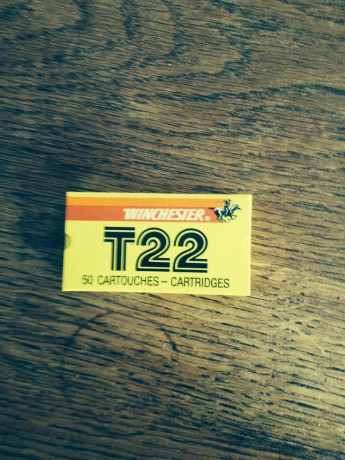 WINCHESTER
T22
50 CARTOUCHES - CARTRIDGES